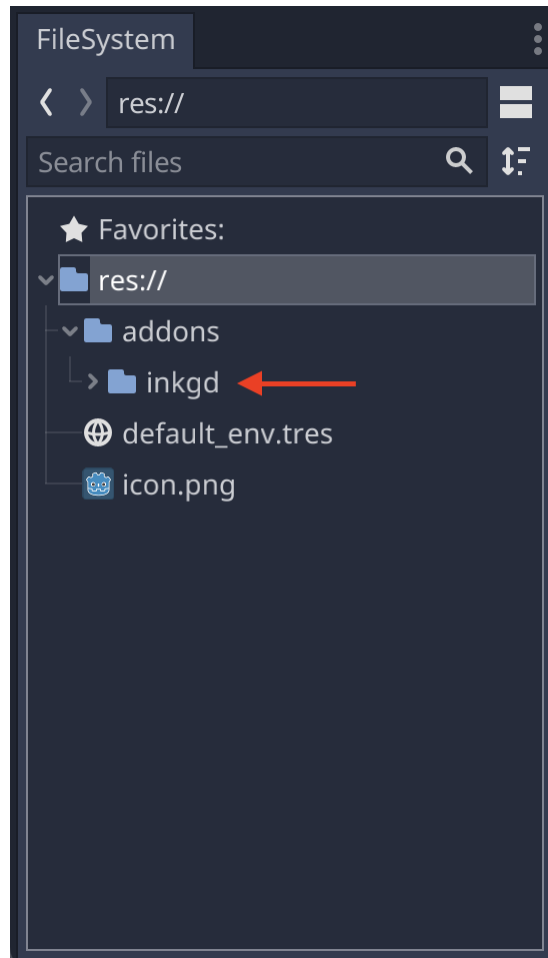 FileSystem
res://
Search files
Favorites:
res://
addons
inkgd
default_env.tres
icon.png